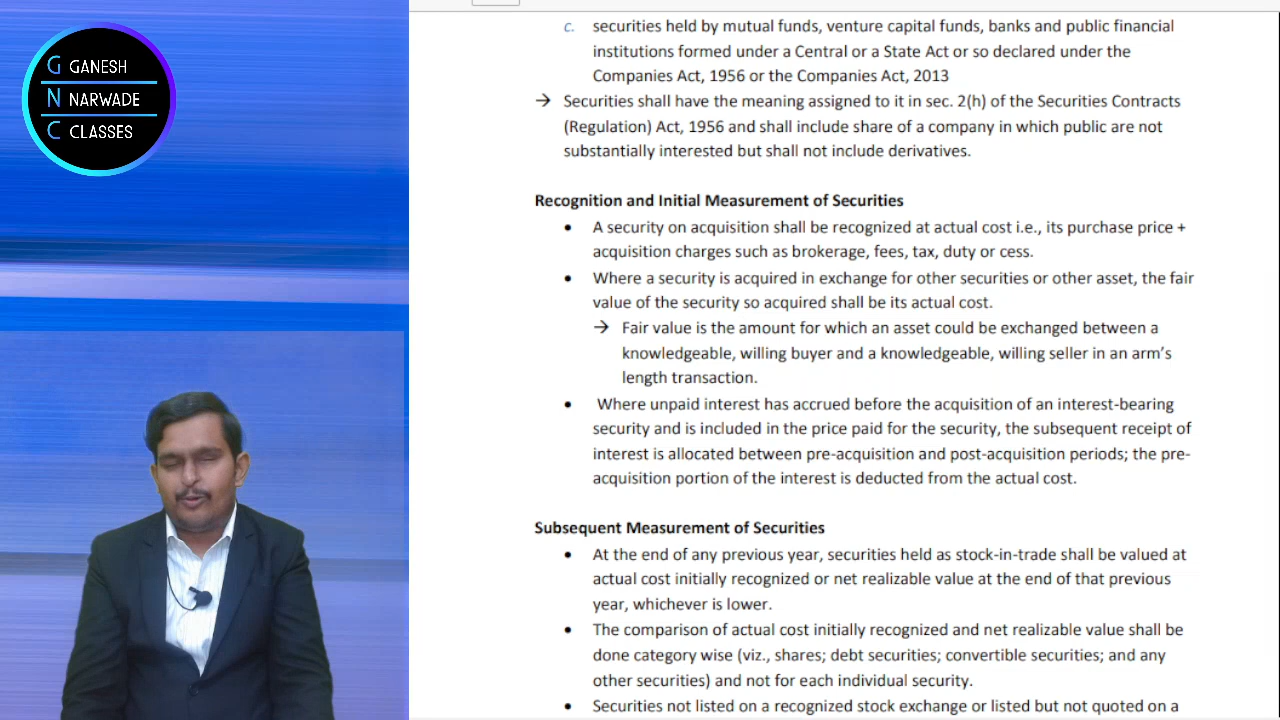 G GANESH
N NARWADE
C CLASSES
c. securities held by mutual funds, venture capital funds, banks and public financial
institutions formed under a Central or a State Act or so declared under the
Companies Act, 1956 or the Companies Act, 2013
→ Securities shall have the meaning assigned to it in sec. 2(h) of the Securities Contracts
(Regulation) Act, 1956 and shall include share of a company in which public are not
substantially interested but shall not include derivatives.
Recognition and Initial Measurement of Securities
• A security on acquisition shall be recognized at actual cost i.e., its purchase price +
acquisition charges such as brokerage, fees, tax, duty or cess.
• Where a security is acquired in exchange for other securities or other asset, the fair
value of the security so acquired shall be its actual cost.
→ Fair value is the amount for which an asset could be exchanged between a
knowledgeable, willing buyer and a knowledgeable, willing seller in an arm's
length transaction.
• Where unpaid interest has accrued before the acquisition of an interest-bearing
security and is included in the price paid for the security, the subsequent receipt of
interest is allocated between pre-acquisition and post-acquisition periods; the pre-
acquisition portion of the interest is deducted from the actual cost.
Subsequent Measurement of Securities
• At the end of any previous year, securities held as stock-in-trade shall be valued at
actual cost initially recognized or net realizable value at the end of that previous
year, whichever is lower.
• The comparison of actual cost initially recognized and net realizable value shall be
done category wise (viz., shares; debt securities; convertible securities; and any
other securities) and not for each individual security.
• Securities not listed on a recognized stock exchange or listed but not quoted on a